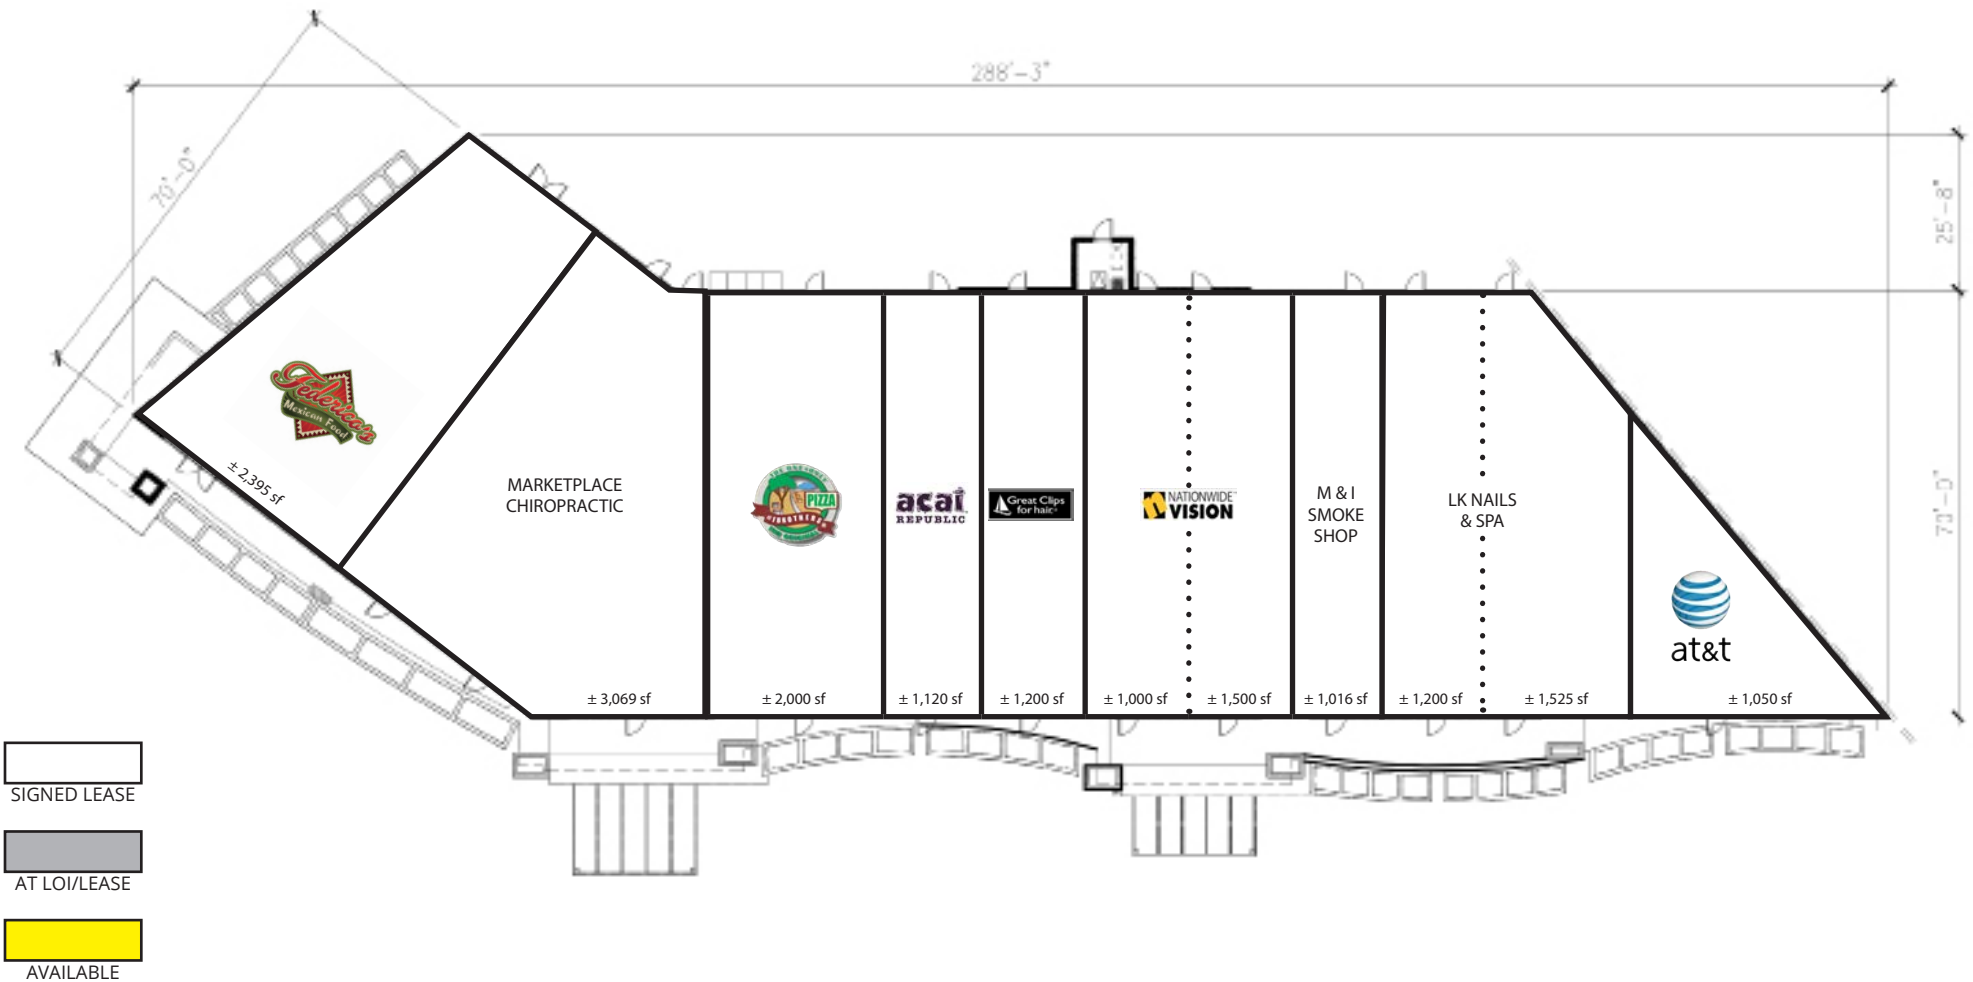 288'-3"
70'-0"
25'-8"
70'-0"
Federico's
Mexican Food
± 2,395 sf
MARKETPLACE
CHIROPRACTIC
± 3,069 sf
PIZZA
± 2,000 sf
acai
REPUBLIC
± 1,120 sf
Great Clips
for hair
± 1,200 sf
NATIONWIDE
VISION
± 1,000 sf
± 1,500 sf
M & I
SMOKE
SHOP
± 1,016 sf
LK NAILS
& SPA
± 1,200 sf
± 1,525 sf
at&t
± 1,050 sf
SIGNED LEASE
AT LOI/LEASE
AVAILABLE